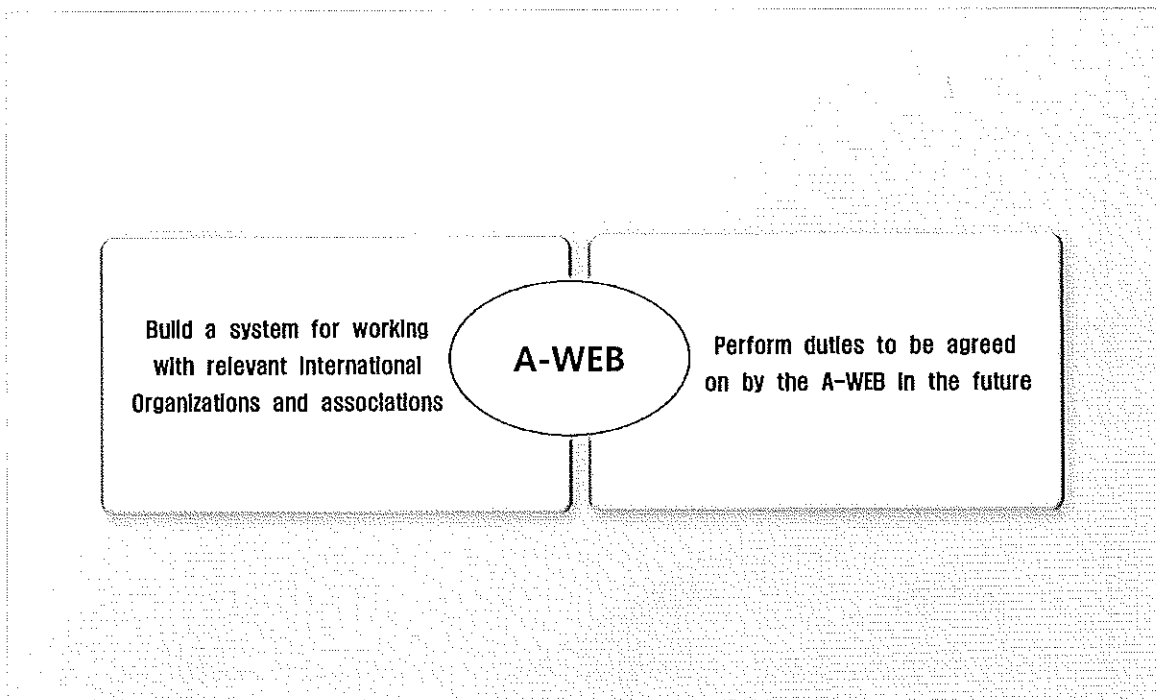 Build a system for working
with relevant International
Organizations and associations
A-WEB
Perform duties to be agreed
on by the A-WEB in the future